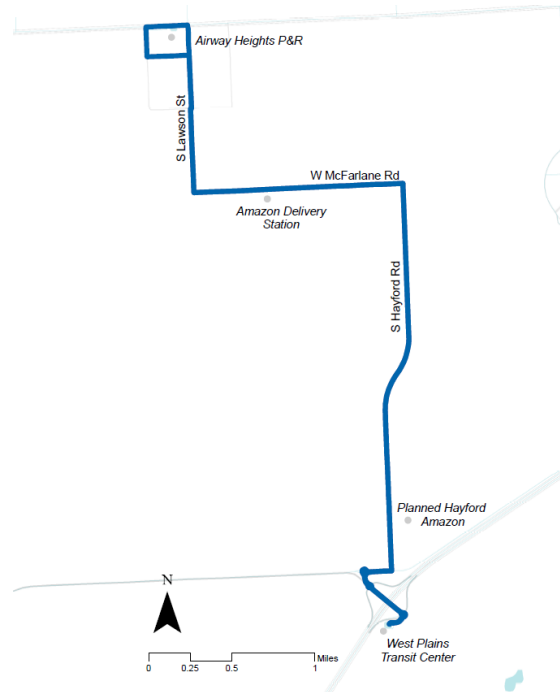 Airway Heights P&R
S Lawson St
W McFarlane Rd
Amazon Delivery
Station
S Hayford Rd
Planned Hayford
Amazon
N
West Plains
Transit Center
Miles
0 0.25 0.5 1